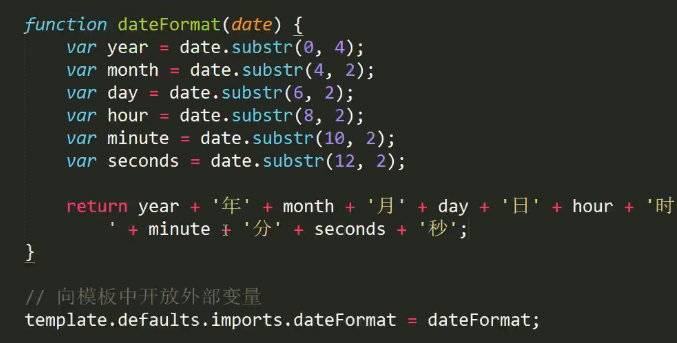 function dateFormat(date) {
var year = date.substr(0, 4);
var month = date.substr(4, 2);
var day = date.substr(6, 2);
var hour = date.substr(8, 2);
var minute = date.substr(10, 2);
var seconds = date.substr(12, 2);
return year + '年' + month + '月' + day + '日' + hour + '时
' + minute + '分' + seconds + '秒';
}
// 向模板中开放外部变量
template.defaults.imports.dateFormat = dateFormat;